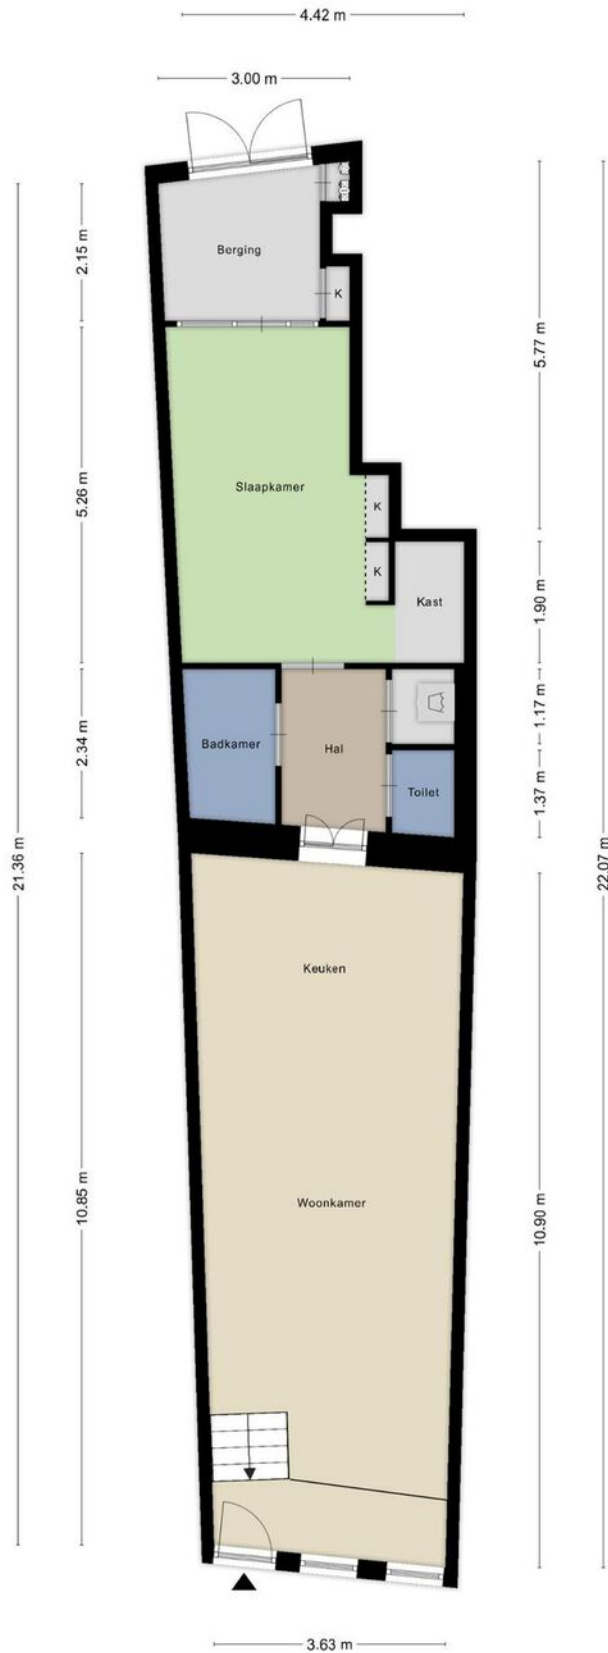 4.42 m
3.00 m
Berging
2.15 m
K
5.77 m
Slaapkamer
5.26 m
K
K
Kast
1.90 m
1.17 m
Badkamer
Hal
2.34 m
Toilet
1.37 m
21.36 m
22.07 m
Keuken
Woonkamer
10.85 m
10.90 m
3.63 m